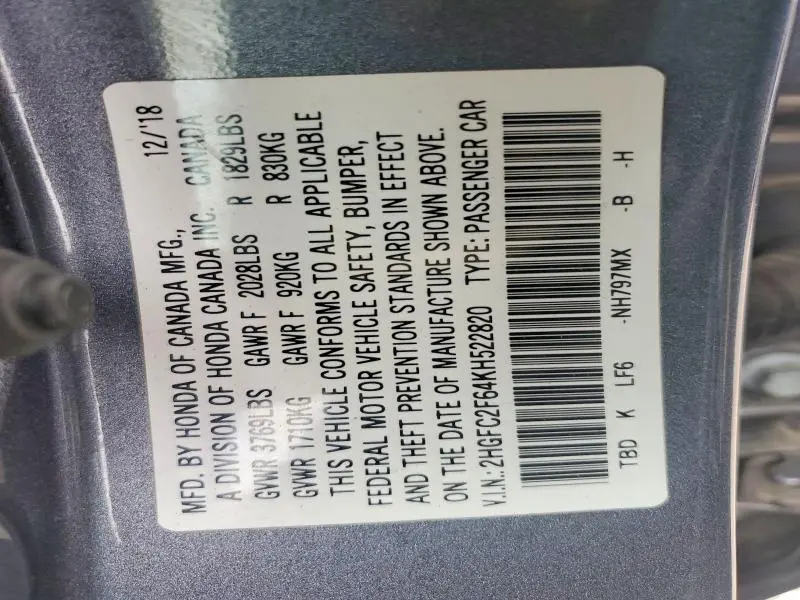 MFD. BY HONDA OF CANADA MFG., 12/'18
A DIVISION OF HONDA CANADA INC. CANADA
GVWR 3769LBS GAWR F 2028LBS R 1829LBS
GVWR 1710KG GAWR F 920KG R 830KG
THIS VEHICLE CONFORMS TO ALL APPLICABLE
FEDERAL MOTOR VEHICLE SAFETY, BUMPER,
AND THEFT PREVENTION STANDARDS IN EFFECT
ON THE DATE OF MANUFACTURE SHOWN ABOVE.
V.I.N.: 2HGFC2F64KH522820 TYPE: PASSENGER CAR
TBD K LF6 -NH797MX -B -H